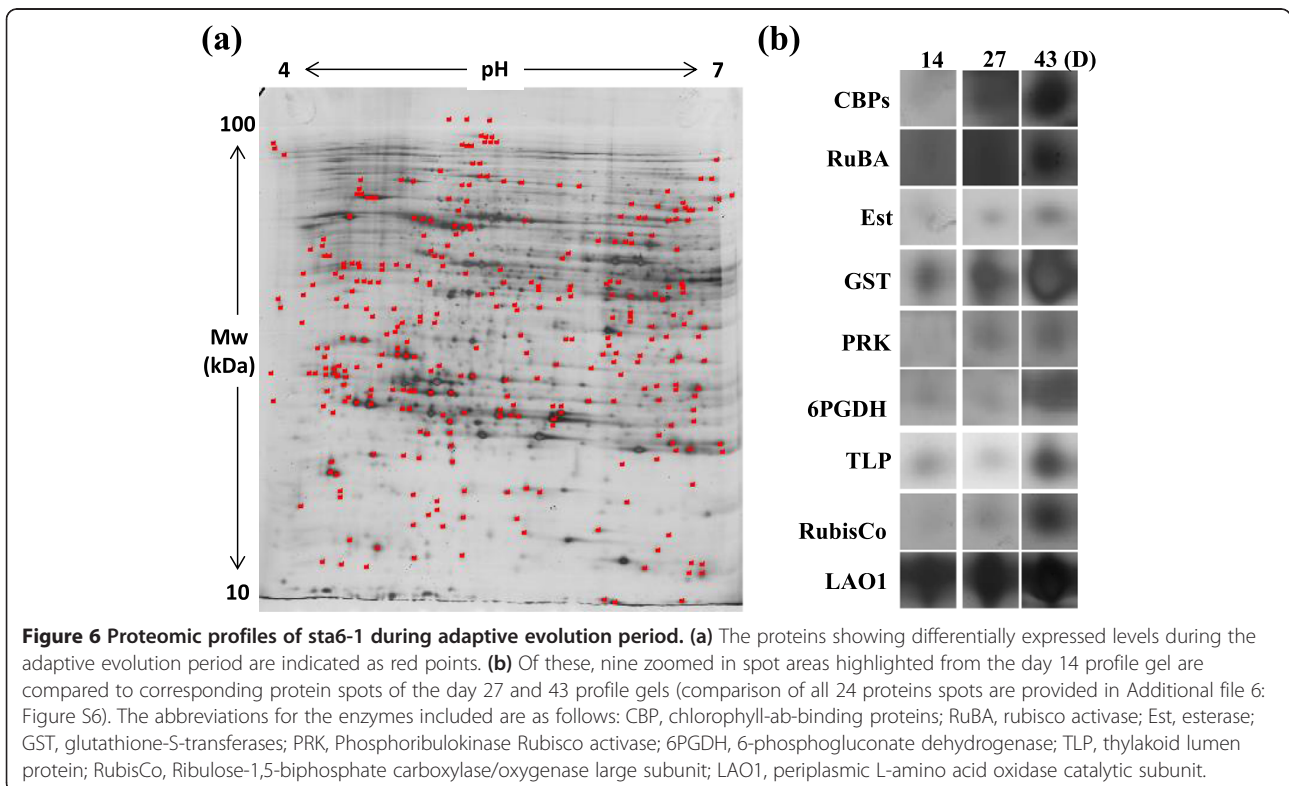 (a)
(b)
4
pH
7
14 27 43 (D)
100
CBPs
RuBA
Est
GST
Mw
(kDa)
PRK
6PGDH
TLP
RubisCo
LAO1
10
Figure 6 Proteomic profiles of sta6-1 during adaptive evolution period. (a) The proteins showing differentially expressed levels during the
adaptive evolution period are indicated as red points. (b) Of these, nine zoomed in spot areas highlighted from the day 14 profile gel are
compared to corresponding protein spots of the day 27 and 43 profile gels (comparison of all 24 proteins spots are provided in Additional file 6:
Figure S6). The abbreviations for the enzymes included are as follows: CBP, chlorophyll-ab-binding proteins; RuBA, rubisco activase; Est, esterase;
GST, glutathione-S-transferases; PRK, Phosphoribulokinase Rubisco activase; 6PGDH, 6-phosphogluconate dehydrogenase; TLP, thylakoid lumen
protein; RubisCo, Ribulose-1,5-biphosphate carboxylase/oxygenase large subunit; LAO1, periplasmic L-amino acid oxidase catalytic subunit.